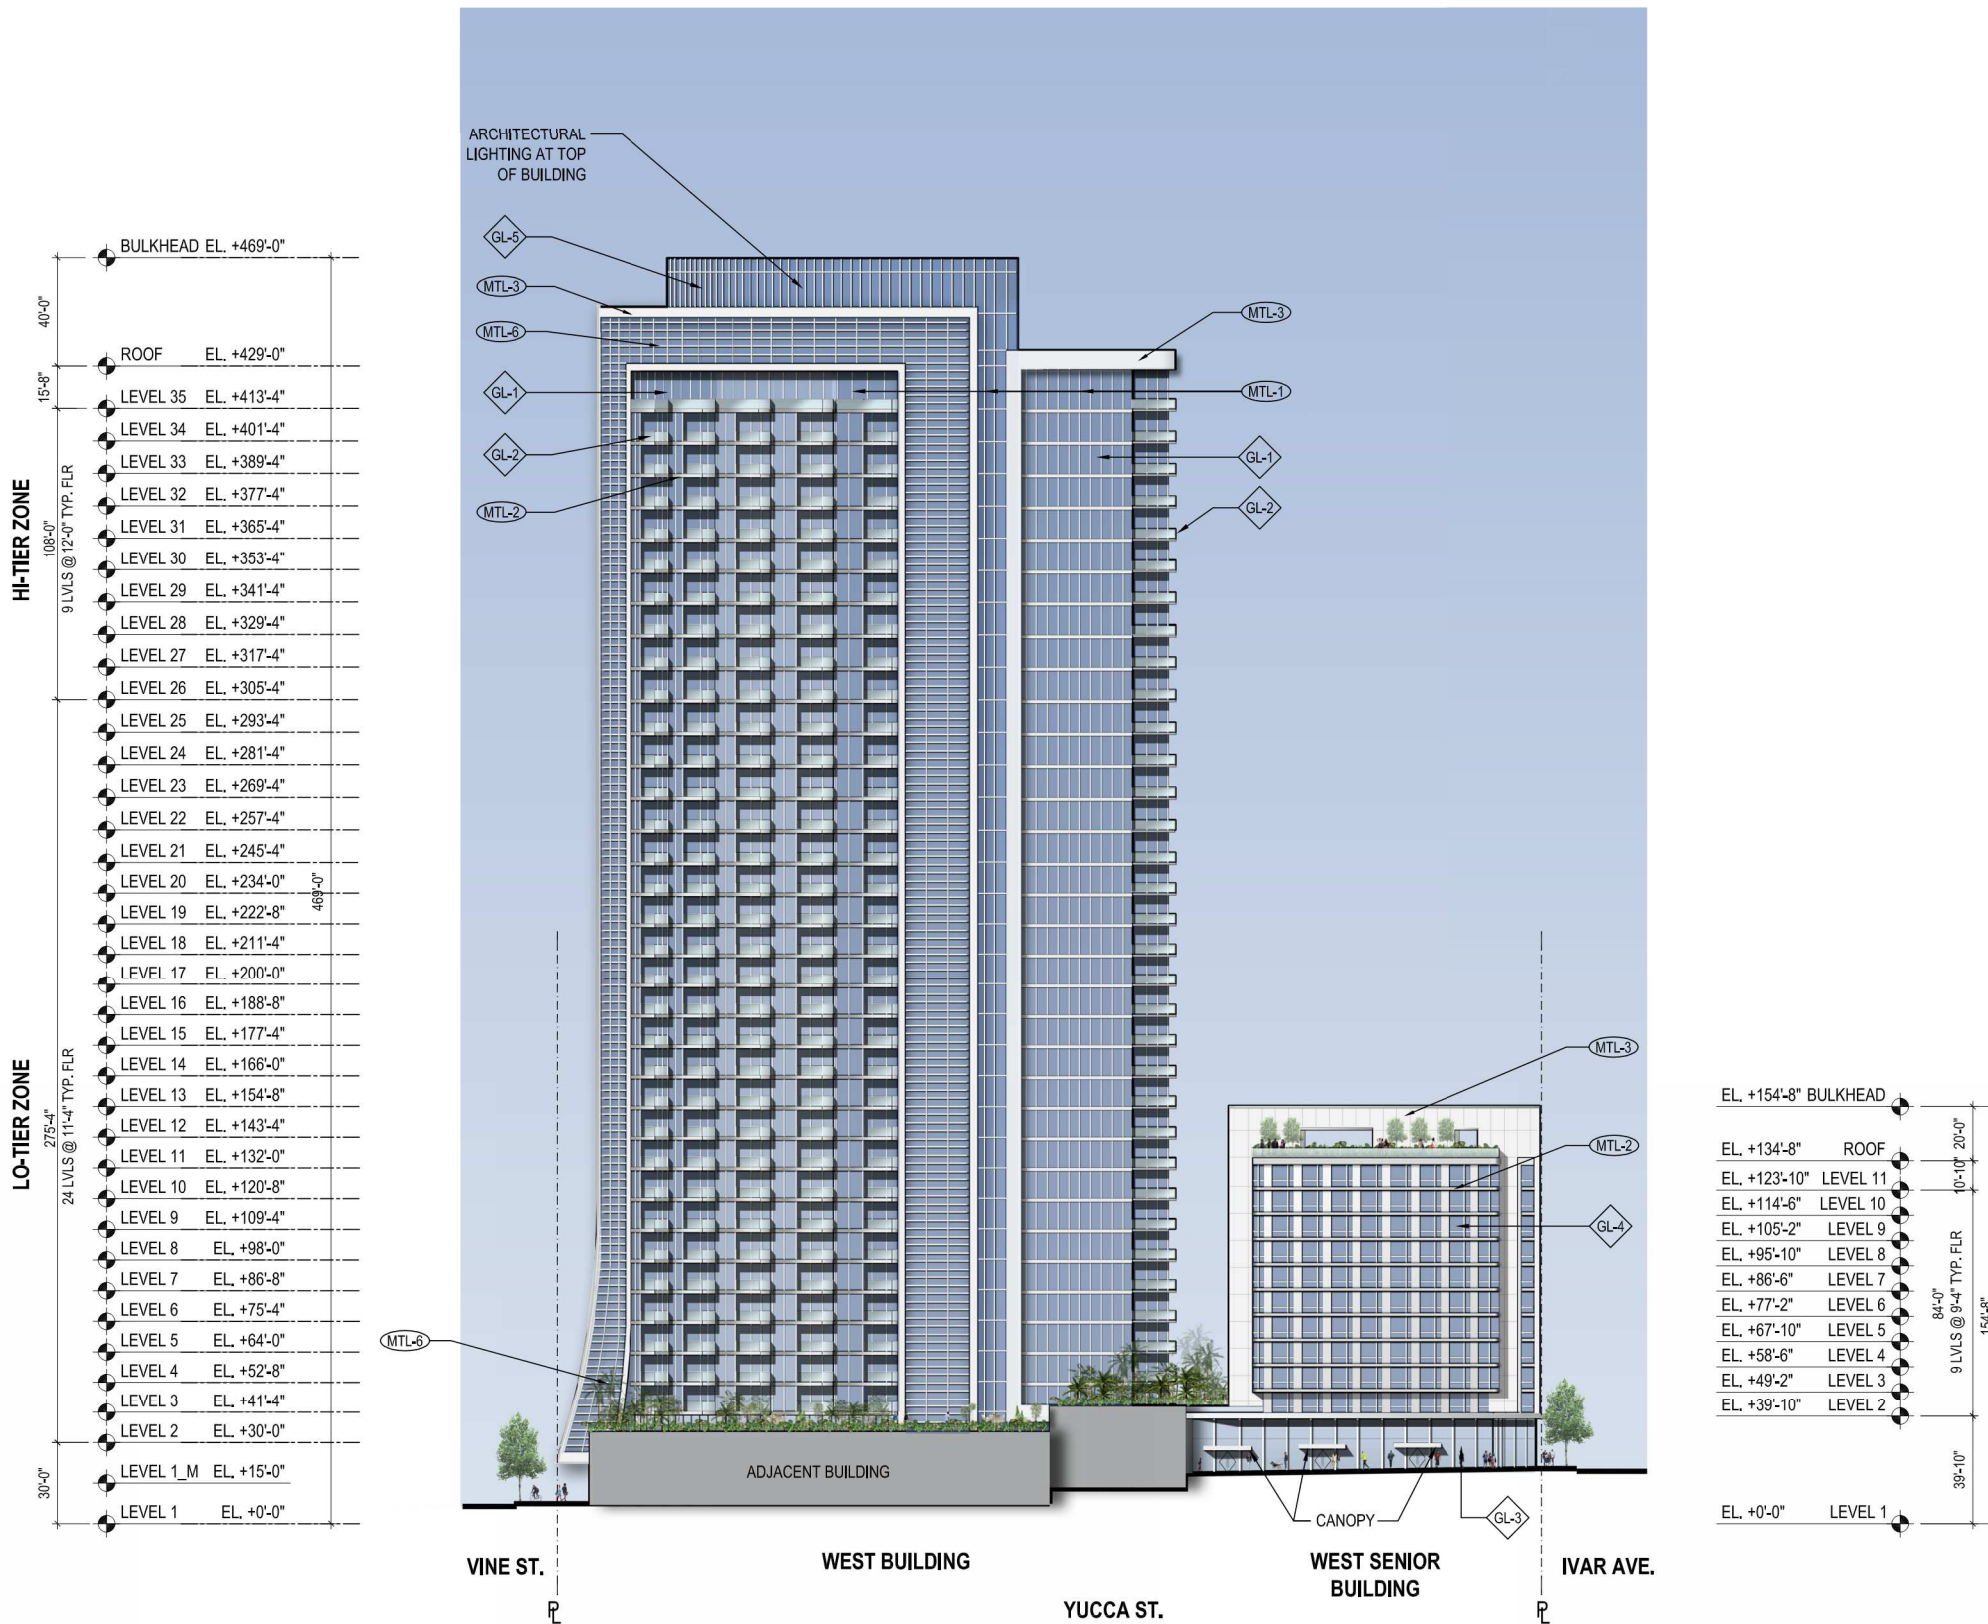 ARCHITECTURAL
LIGHTING AT TOP
OF BUILDING
GL-5
MTL-3
MTL-6
GL-1
GL-2
MTL-2
MTL-3
MTL-1
GL-1
GL-2
MTL-6
HI-TIER ZONE
LO-TIER ZONE
40'-0"
15'-8"
108'-0"
9 LVLS @ 12'-0" TYP. FLR
275'-4"
24 LVLS @ 11'-4" TYP. FLR
30'-0"
469'-0"
BULKHEAD EL. +469'-0"
ROOF EL. +429'-0"
LEVEL 35 EL. +413'-4"
LEVEL 34 EL. +401'-4"
LEVEL 33 EL. +389'-4"
LEVEL 32 EL. +377'-4"
LEVEL 31 EL. +365'-4"
LEVEL 30 EL. +353'-4"
LEVEL 29 EL. +341'-4"
LEVEL 28 EL. +329'-4"
LEVEL 27 EL. +317'-4"
LEVEL 26 EL. +305'-4"
LEVEL 25 EL. +293'-4"
LEVEL 24 EL. +281'-4"
LEVEL 23 EL. +269'-4"
LEVEL 22 EL. +257'-4"
LEVEL 21 EL. +245'-4"
LEVEL 20 EL. +234'-0"
LEVEL 19 EL. +222'-8"
LEVEL 18 EL. +211'-4"
LEVEL 17 EL. +200'-0"
LEVEL 16 EL. +188'-8"
LEVEL 15 EL. +177'-4"
LEVEL 14 EL. +166'-0"
LEVEL 13 EL. +154'-8"
LEVEL 12 EL. +143'-4"
LEVEL 11 EL. +132'-0"
LEVEL 10 EL. +120'-8"
LEVEL 9 EL. +109'-4"
LEVEL 8 EL. +98'-0"
LEVEL 7 EL. +86'-8"
LEVEL 6 EL. +75'-4"
LEVEL 5 EL. +64'-0"
LEVEL 4 EL. +52'-8"
LEVEL 3 EL. +41'-4"
LEVEL 2 EL. +30'-0"
LEVEL 1_M EL. +15'-0"
LEVEL 1 EL. +0'-0"
MTL-3
MTL-2
GL-4
EL. +154'-8" BULKHEAD
EL. +134'-8" ROOF
EL. +123'-10" LEVEL 11
EL. +114'-6" LEVEL 10
EL. +105'-2" LEVEL 9
EL. +95'-10" LEVEL 8
EL. +86'-6" LEVEL 7
EL. +77'-2" LEVEL 6
EL. +67'-10" LEVEL 5
EL. +58'-6" LEVEL 4
EL. +49'-2" LEVEL 3
EL. +39'-10" LEVEL 2
EL. +0'-0" LEVEL 1
20'-0"
10'-10"
84'-0"
9 LVLS @ 9'-4" TYP. FLR
154'-8"
39'-10"
ADJACENT BUILDING
CANOPY
GL-3
VINE ST.
WEST BUILDING
WEST SENIOR
BUILDING
IVAR AVE.
YUCCA ST.
PL
PL